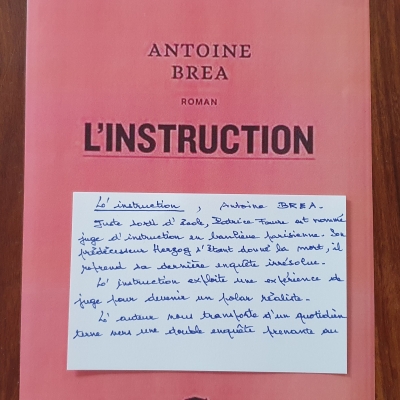 ANTOINE
BREA
ROMAN
L'INSTRUCTION
L'instruction, Antoine BREA.
Juste sorti d'école, Patrice Favre est nommé
juge d'instruction en banlieue parisienne. Son
prédécesseur Herzog s'étant donné la mort, il
reprend sa dernière enquête irrésolue.
L'instruction exploite une expérience de
juge pour devenir un polar réaliste.
L'auteur nous transporte d'un quotidien
terne vers une double enquête prenante au